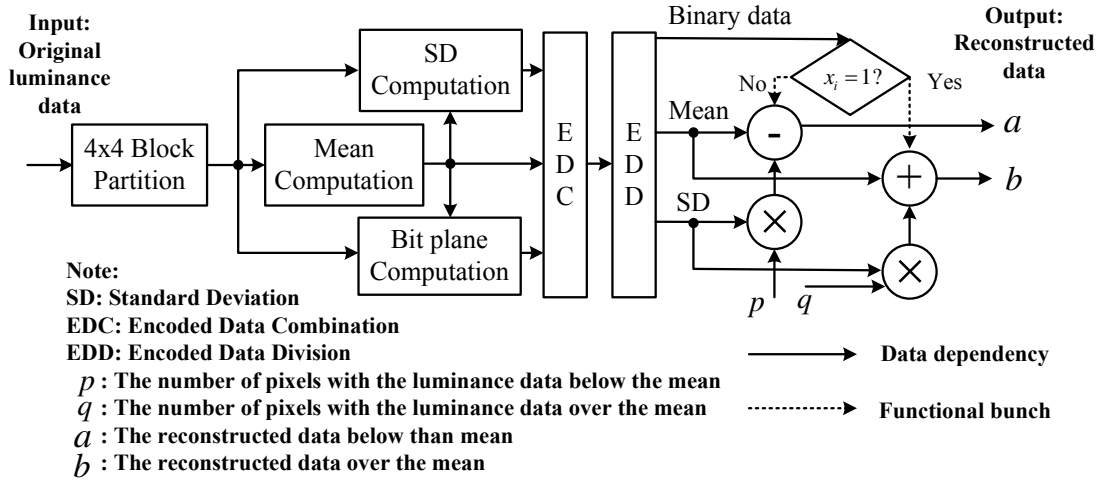 Input:
Original
luminance
data
4x4 Block
Partition
SD
Computation
Mean
Computation
Bit plane
Computation
E
D
C
E
D
D
Binary data
Mean
SD
x_i = 1?
No
Yes
-
×
+
×
p
q
Output:
Reconstructed
data
a
b
Note:
SD: Standard Deviation
EDC: Encoded Data Combination
EDD: Encoded Data Division
p : The number of pixels with the luminance data below the mean
q : The number of pixels with the luminance data over the mean
a : The reconstructed data below than mean
b : The reconstructed data over the mean
Data dependency
Functional bunch